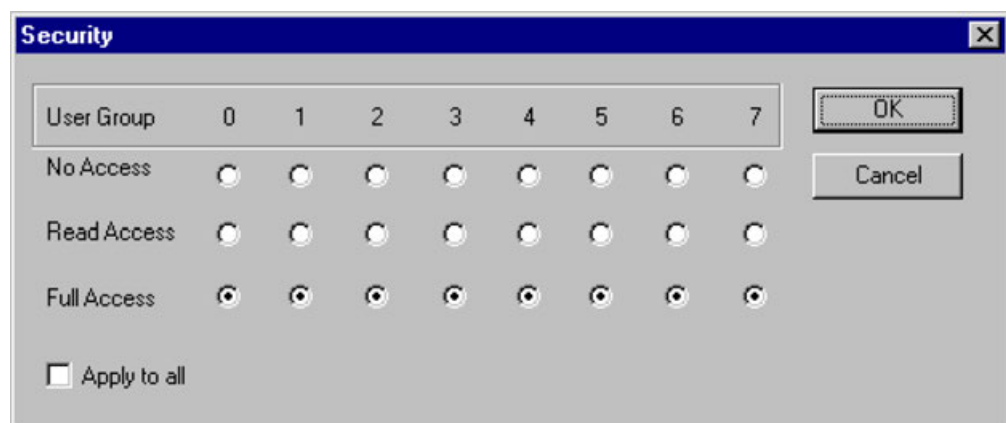 Security
User Group 0 1 2 3 4 5 6 7
OK
No Access
Cancel
Read Access
Full Access
Apply to all